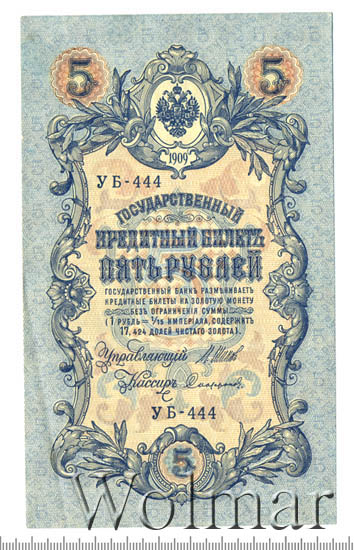 5 5
1909
УБ-444
ГОСУДАРСТВЕННЫЙ
КРЕДИТНЫЙ БИЛЕТЪ
ПЯТЬ РУБЛЕЙ
ГОСУДАРСТВЕННЫЙ БАНКЪ РАЗМѢНИВАЕТЪ
КРЕДИТНЫЕ БИЛЕТЫ НА ЗОЛОТУЮ МОНЕТУ
БЕЗЪ ОГРАНИЧЕНІЯ СУММЫ
(1 РУБЛЬ = 1/15 ИМПЕРІАЛА, СОДЕРЖИТЪ
17,424 ДОЛЕЙ ЧИСТАГО ЗОЛОТА)
Управляющій
Кассиръ
УБ-444
5
Wolmar